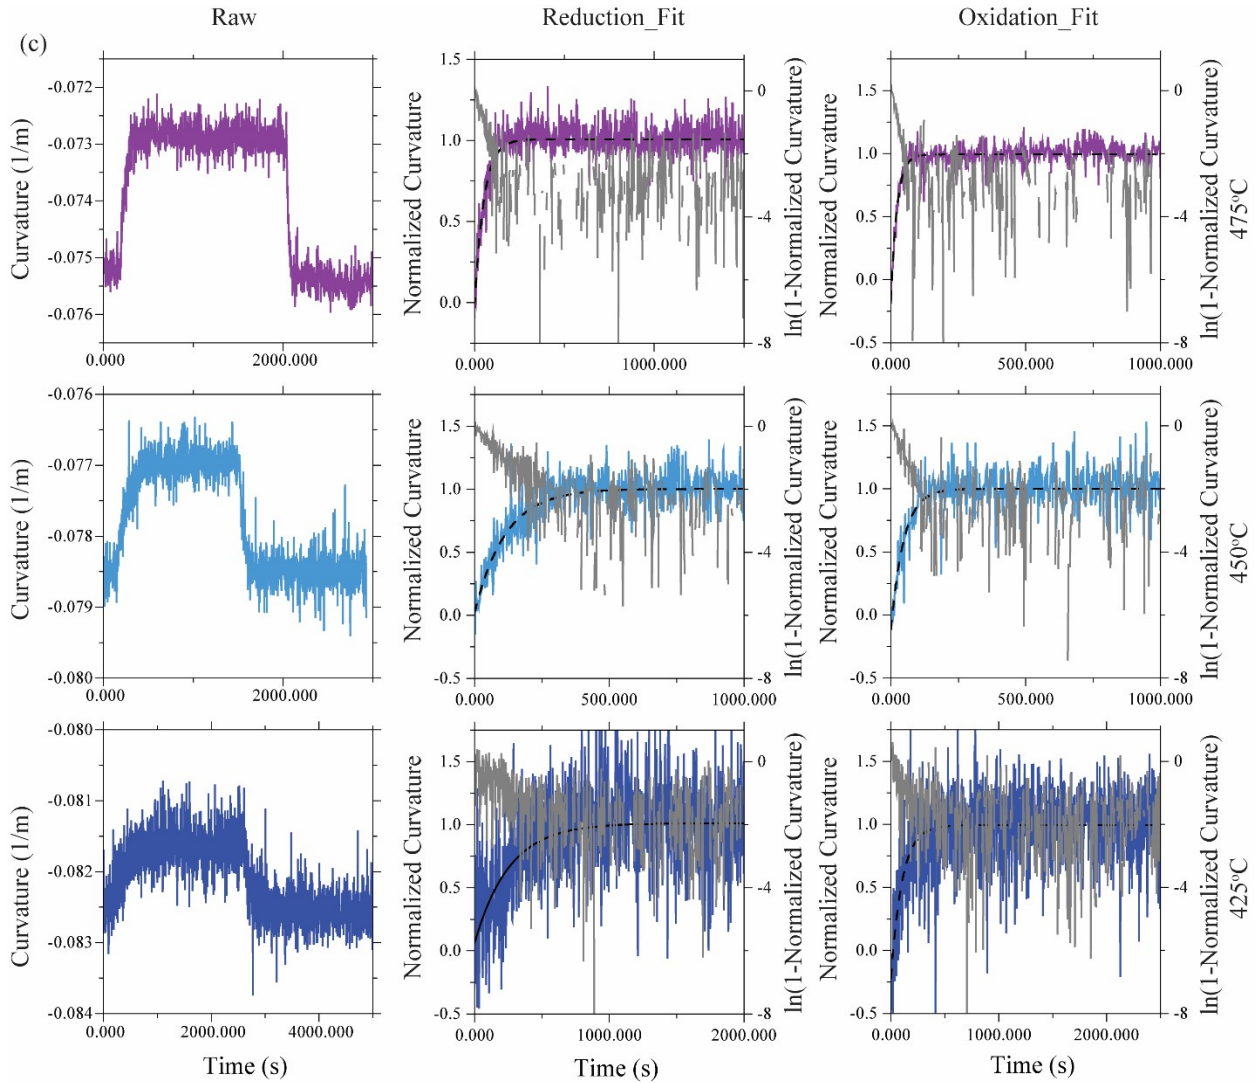 Raw Reduction_Fit Oxidation_Fit
(c)
Curvature (1/m)
-0.072
-0.073
-0.074
-0.075
-0.076
0.000 2000.000
Normalized Curvature
1.5
1.0
0.5
0.0
0.000 1000.000
0
-4
-8
ln(1-Normalized Curvature)
Normalized Curvature
1.5
1.0
0.5
0.0
-0.5
0.000 500.000 1000.000
0
-4
-8
ln(1-Normalized Curvature)
475°C
Curvature (1/m)
-0.076
-0.077
-0.078
-0.079
-0.080
0.000 2000.000
Normalized Curvature
1.5
1.0
0.5
0.0
-0.5
0.000 500.000 1000.000
0
-4
-8
ln(1-Normalized Curvature)
Normalized Curvature
1.5
1.0
0.5
0.0
-0.5
0.000 500.000 1000.000
0
-4
-8
ln(1-Normalized Curvature)
450°C
Curvature (1/m)
-0.080
-0.081
-0.082
-0.083
-0.084
0.000 2000.000 4000.000
Time (s)
Normalized Curvature
1.5
1.0
0.5
0.0
-0.5
0.000 1000.000 2000.000
Time (s)
0
-4
-8
ln(1-Normalized Curvature)
Normalized Curvature
1.5
1.0
0.5
0.0
-0.5
0.000 1000.000 2000.000
Time (s)
0
-4
-8
ln(1-Normalized Curvature)
425°C